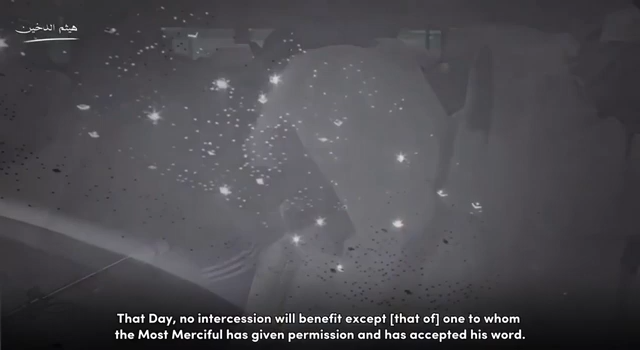 هيثم الدخين
That Day, no intercession will benefit except [that of] one to whom
the Most Merciful has given permission and has accepted his word.